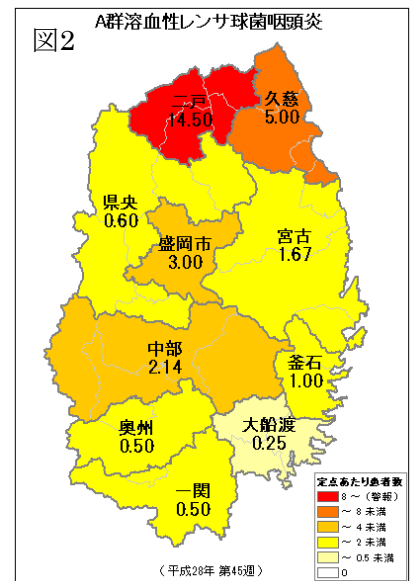 A群溶血性レンサ球菌咽頭炎
図2
二戸
14.50
久慈
5.00
県央
0.60
盛岡市
3.00
宮古
1.67
中部
2.14
釜石
1.00
奥州
0.50
大船渡
0.25
一関
0.50
定点あたり患者数
8～(警報)
～8未満
～4未満
～2未満
～0.5未満
0
(平成28年 第45週)